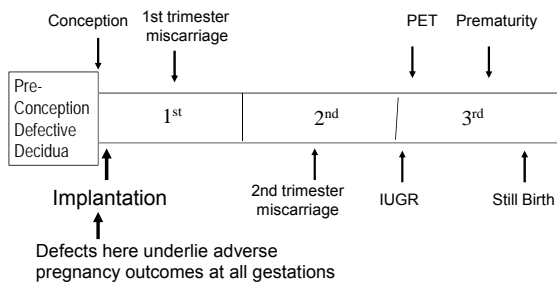 Conception
1st trimester
miscarriage
PET
Prematurity
Pre-
Conception
Defective
Decidua
1st
2nd
3rd
Implantation
2nd trimester
miscarriage
IUGR
Still Birth
Defects here underlie adverse
pregnancy outcomes at all gestations